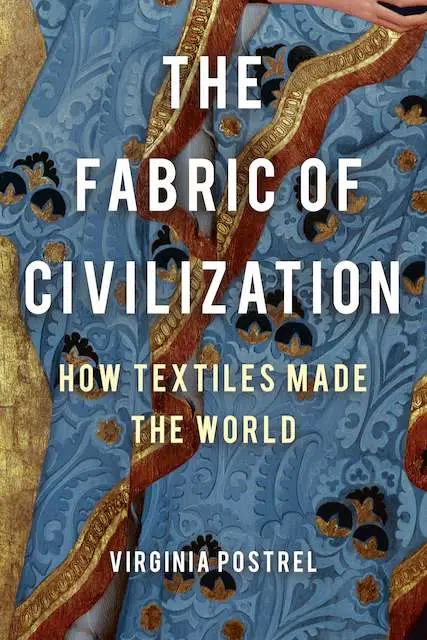 THE
FABRIC OF
CIVILIZATION
HOW TEXTILES MADE
THE WORLD
VIRGINIA POSTREL